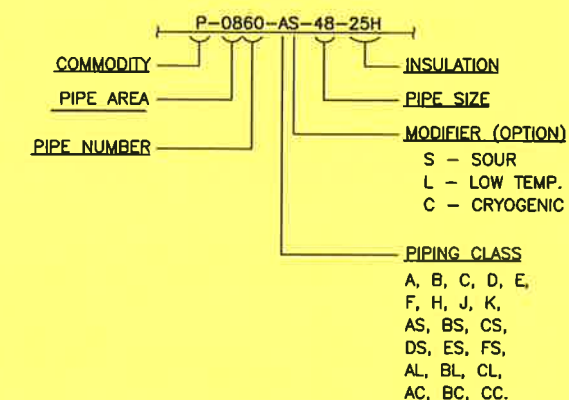 P-0860-AS-48-25H
COMMODITY
INSULATION
PIPE AREA
PIPE SIZE
PIPE NUMBER
MODIFIER (OPTION)
S - SOUR
L - LOW TEMP.
C - CRYOGENIC
PIPING CLASS
A, B, C, D, E,
F, H, J, K,
AS, BS, CS,
DS, ES, FS,
AL, BL, CL,
AC, BC, CC.